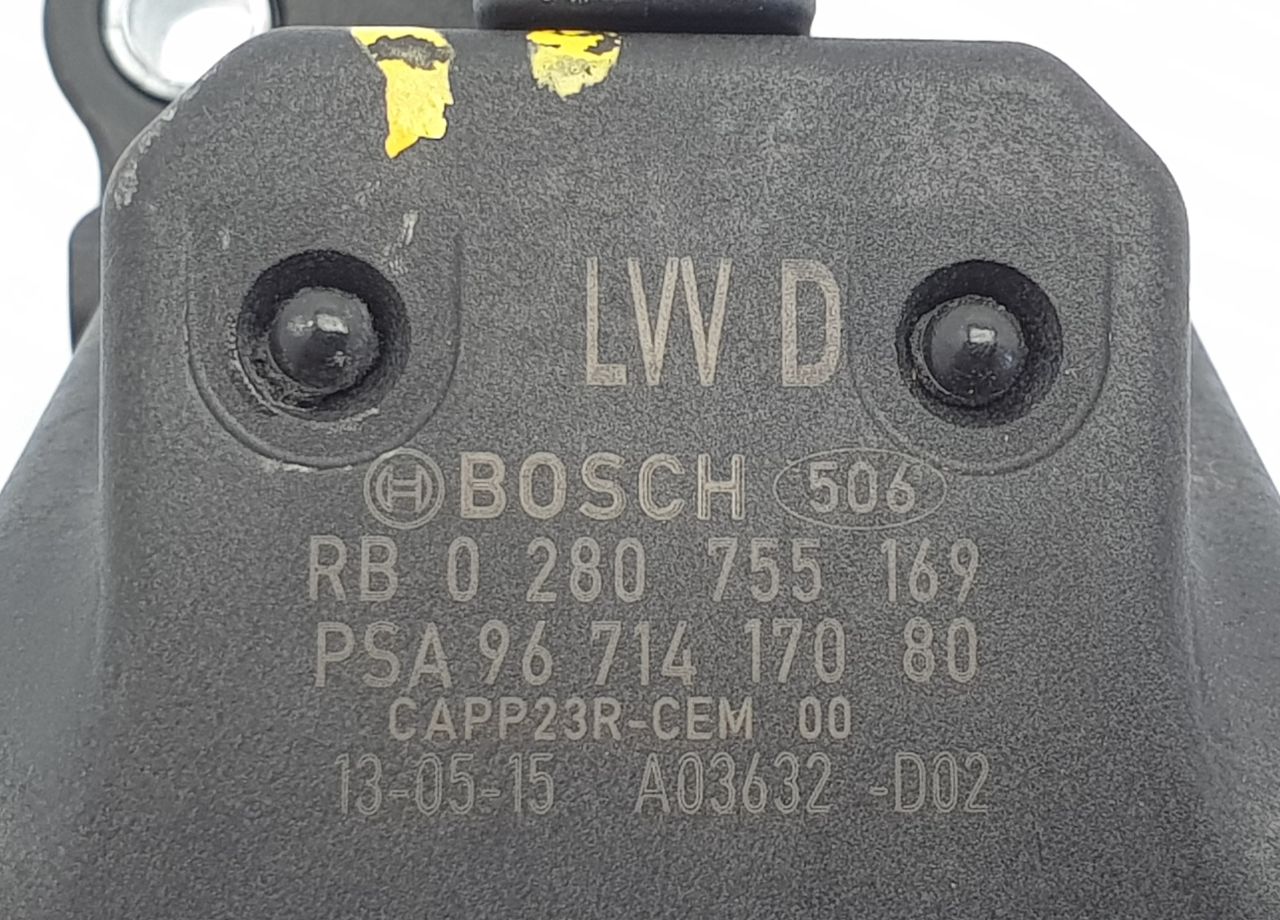 LVV D
BOSCH 506
RB 0 280 755 169
PSA 96 714 170 80
CAPP23R-CEM 00
13-05-15 A03632 -D02